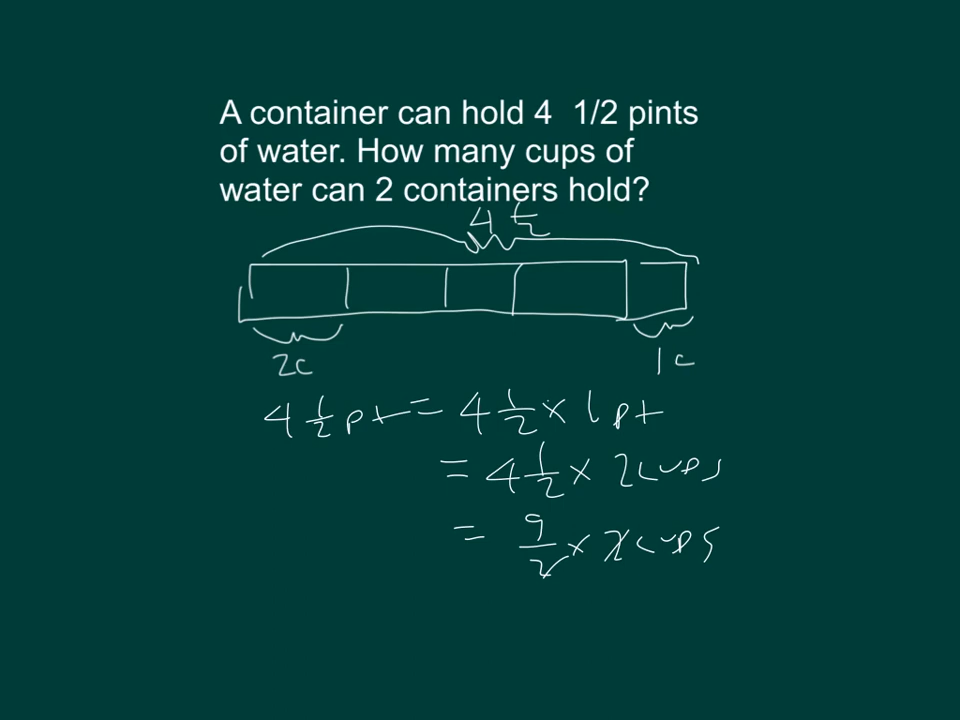 A container can hold 4 1/2 pints
of water. How many cups of
water can 2 containers hold?
4 1/2
2c 1c
4 1/2 pt = 4 1/2 × 1 pt
= 4 1/2 × 2 cups
= 9/2 × 2 cups